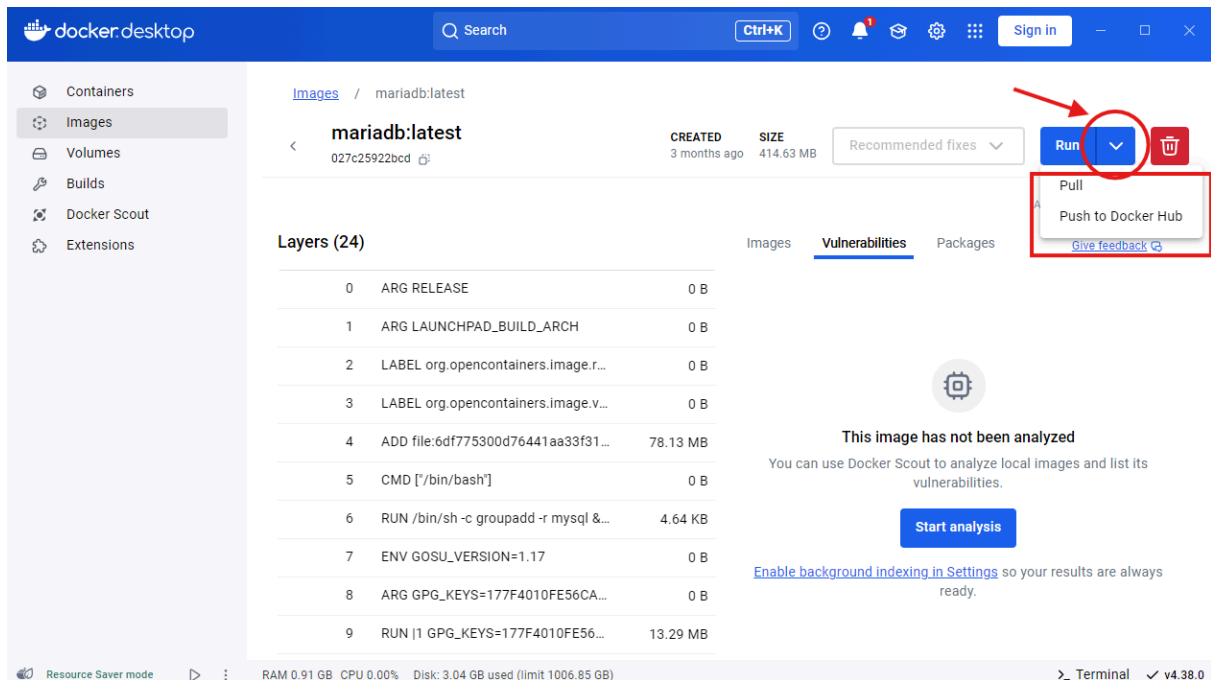 docker.desktop
Search
Ctrl+K
1
Sign in
Containers
Images
Volumes
Builds
Docker Scout
Extensions
Images / mariadb:latest
mariadb:latest
027c25922bcd
CREATED
3 months ago
SIZE
414.63 MB
Recommended fixes
Run
Pull
Push to Docker Hub
Give feedback
Layers (24)
Images Vulnerabilities Packages
0 ARG RELEASE 0 B
1 ARG LAUNCHPAD_BUILD_ARCH 0 B
2 LABEL org.opencontainers.image.r... 0 B
3 LABEL org.opencontainers.image.v... 0 B
4 ADD file:6df775300d76441aa33f31... 78.13 MB
5 CMD ["/bin/bash"] 0 B
6 RUN /bin/sh -c groupadd -r mysql &... 4.64 KB
7 ENV GOSU_VERSION=1.17 0 B
8 ARG GPG_KEYS=177F4010FE56CA... 0 B
9 RUN |1 GPG_KEYS=177F4010FE56... 13.29 MB
This image has not been analyzed
You can use Docker Scout to analyze local images and list its
vulnerabilities.
Start analysis
Enable background indexing in Settings so your results are always
ready.
Resource Saver mode
RAM 0.91 GB CPU 0.00% Disk: 3.04 GB used (limit 1006.85 GB)
Terminal
v4.38.0